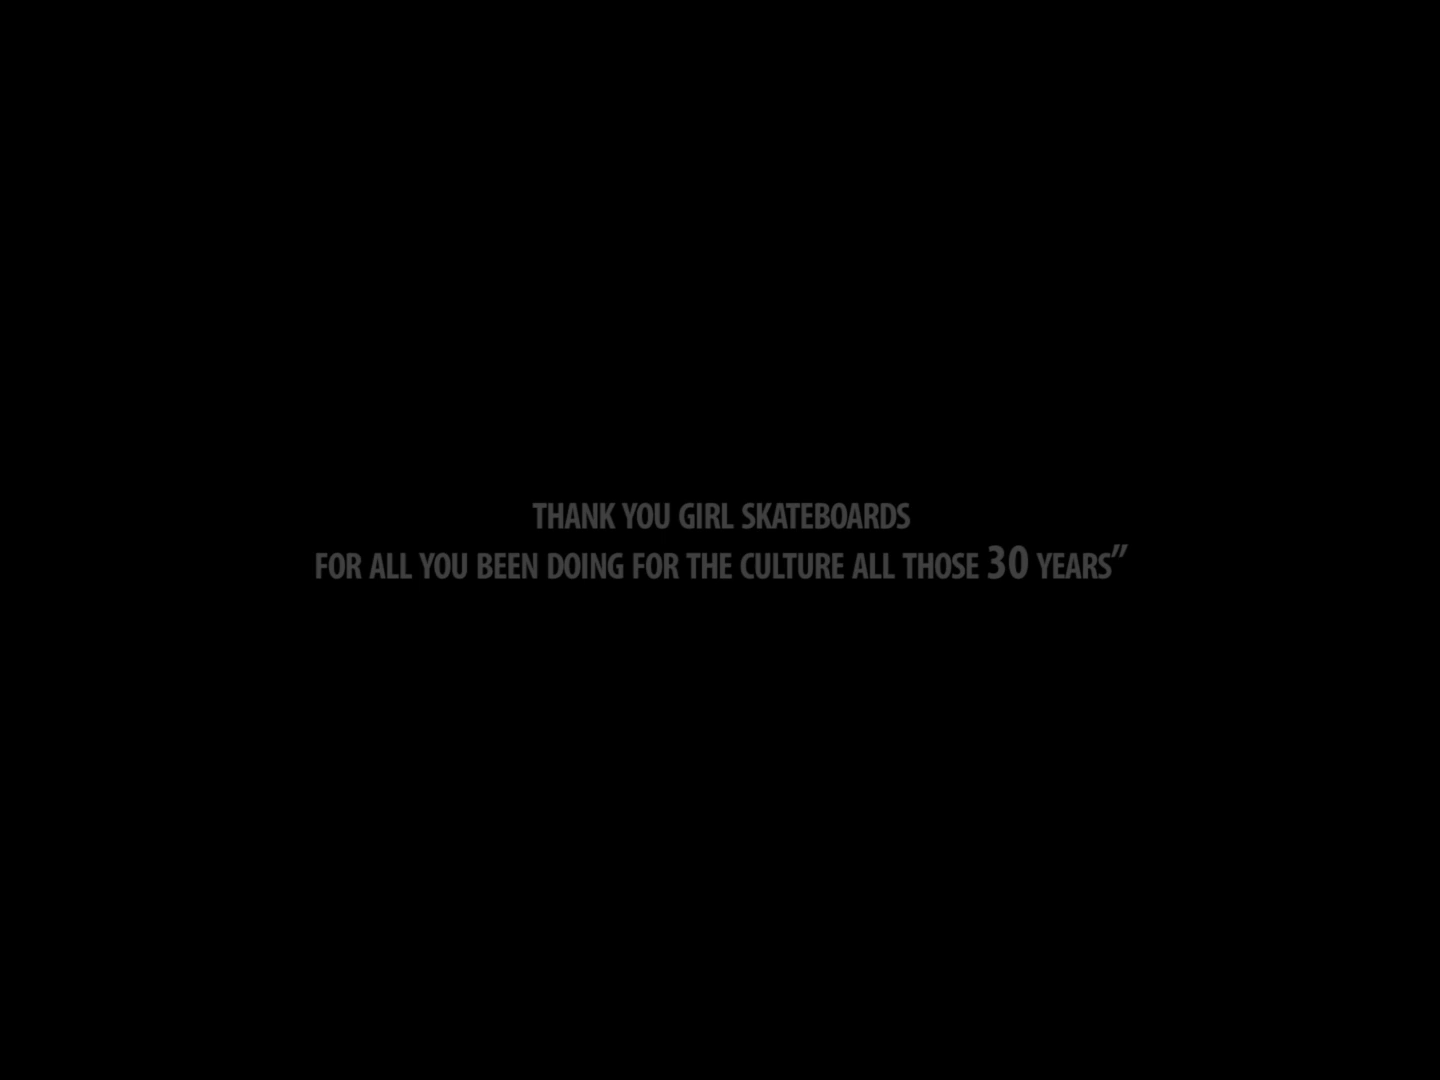 THANK YOU GIRL SKATEBOARDS
FOR ALL YOU BEEN DOING FOR THE CULTURE ALL THOSE 30 YEARS”